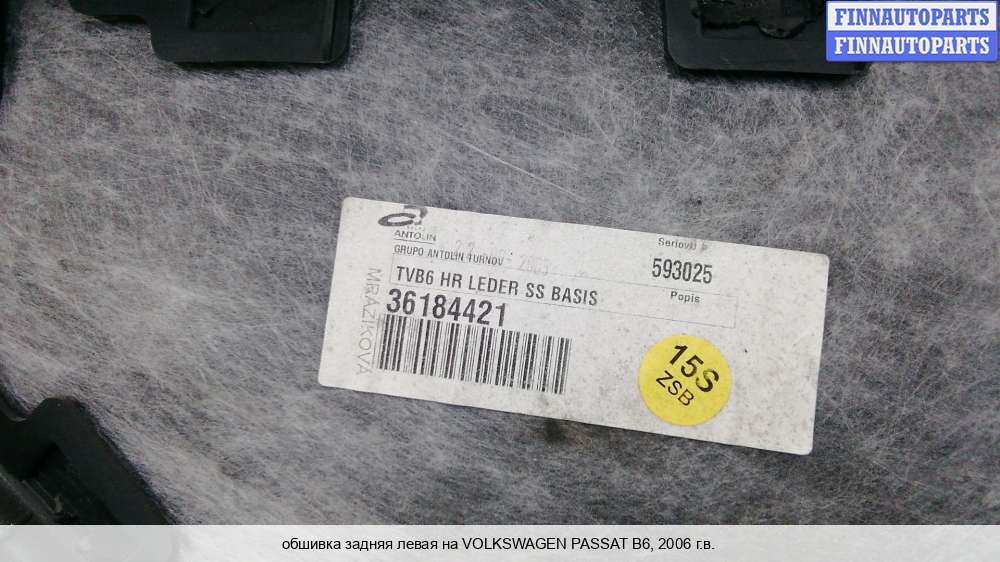 FINNAUTOPARTS
FINNAUTOPARTS
ANTOLIN
GRUPO ANTOLIN TURNOV
TVB6 HR LEDER SS BASIS
36184421
593025
Popis
MRAZIKOVA
15S
ZSB
обшивка задняя левая на VOLKSWAGEN PASSAT B6, 2006 г.в.